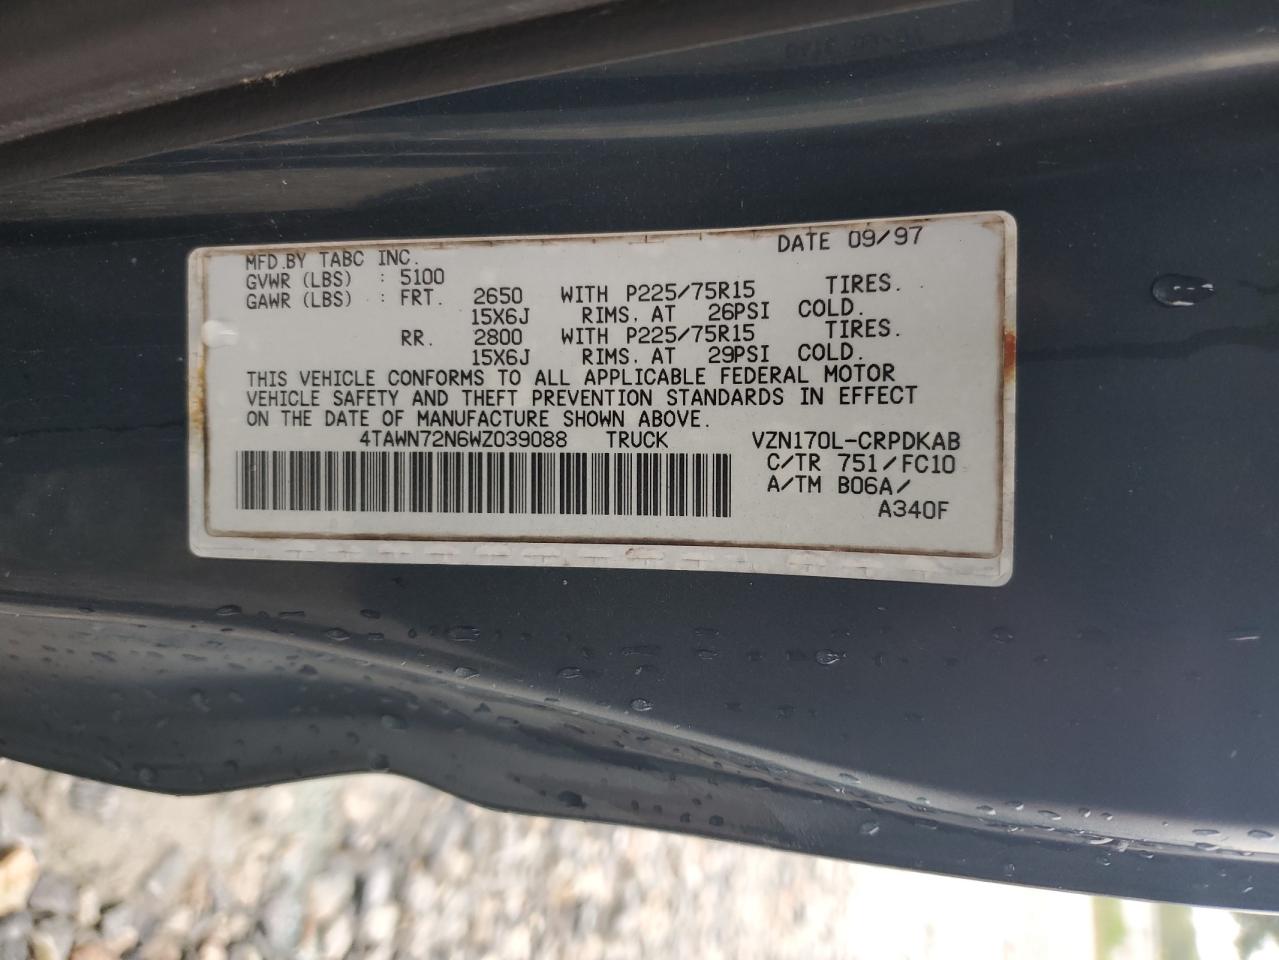 MFD.BY TABC INC. DATE 09/97
GVWR (LBS) : 5100
GAWR (LBS) : FRT. 2650 WITH P225/75R15 TIRES.
15X6J RIMS. AT 26PSI COLD.
RR. 2800 WITH P225/75R15 TIRES.
15X6J RIMS. AT 29PSI COLD.
THIS VEHICLE CONFORMS TO ALL APPLICABLE FEDERAL MOTOR
VEHICLE SAFETY AND THEFT PREVENTION STANDARDS IN EFFECT
ON THE DATE OF MANUFACTURE SHOWN ABOVE.
4TAWN72N6WZ039088 TRUCK VZN170L-CRPDKAB
C/TR 751/FC10
A/TM B06A/
A340F